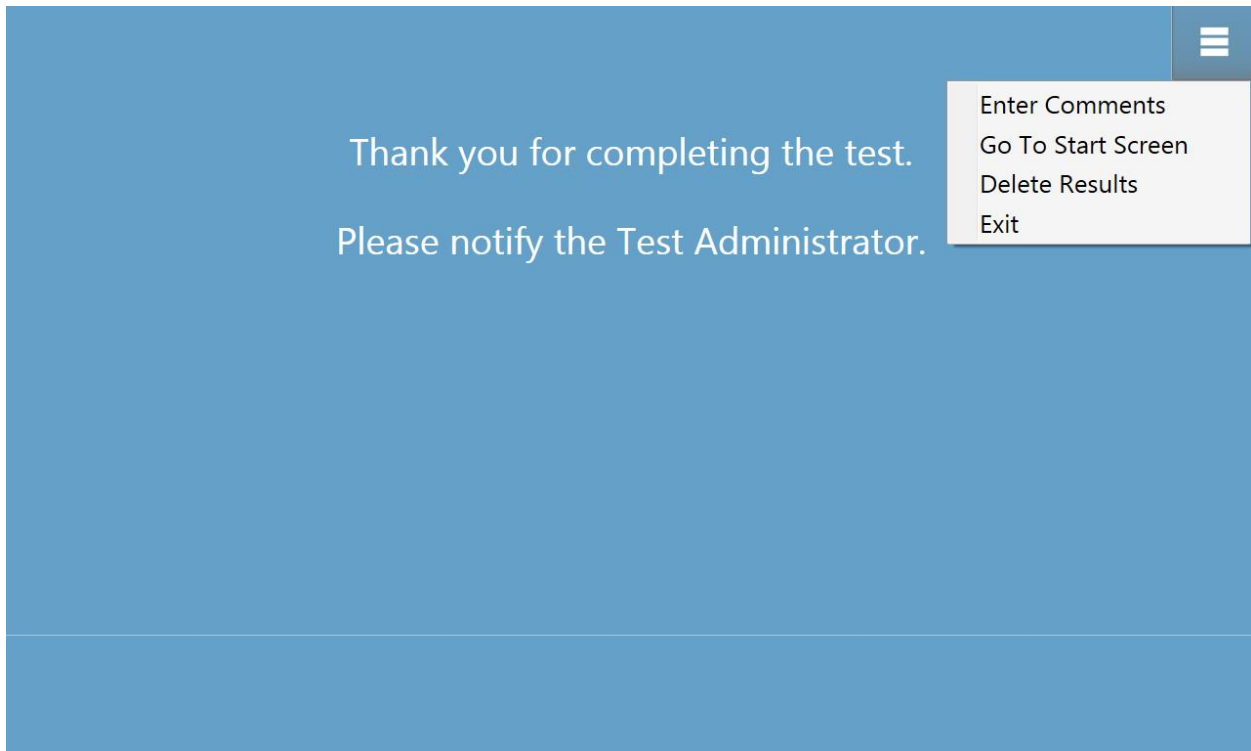 Enter Comments
Go To Start Screen
Delete Results
Exit
Thank you for completing the test.
Please notify the Test Administrator.